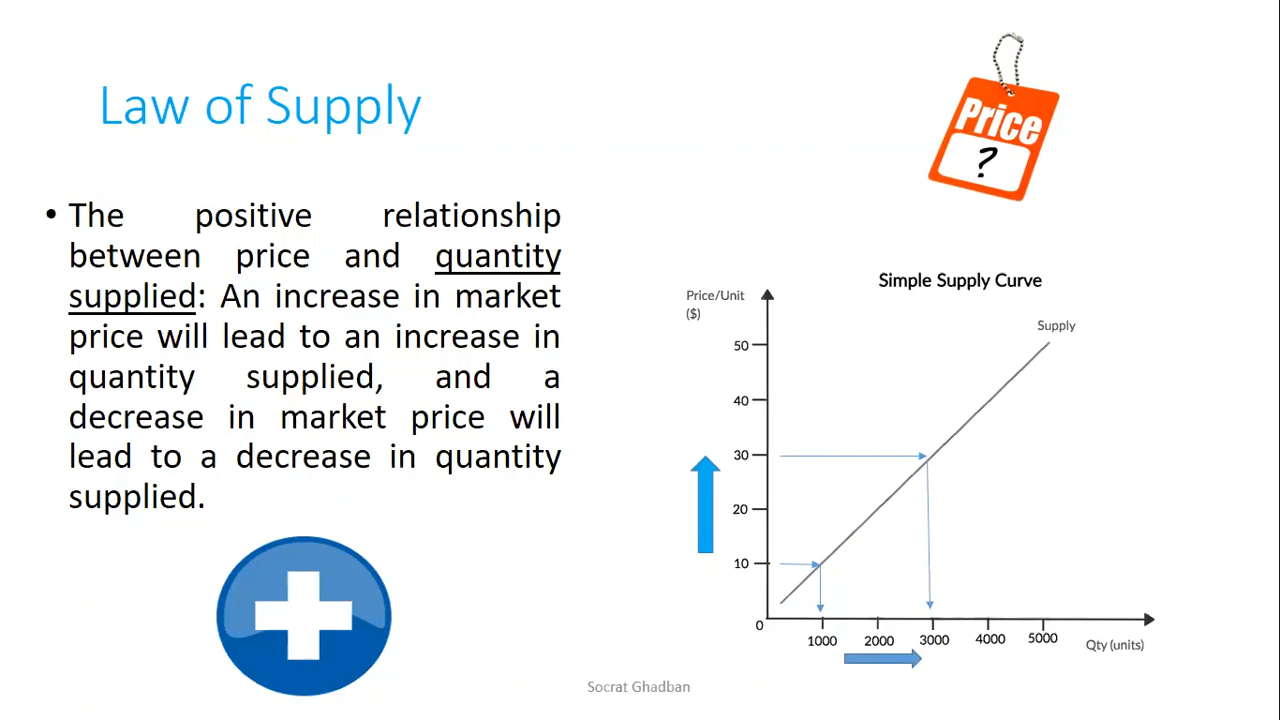 Law of Supply
• The positive relationship
between price and quantity
supplied: An increase in market
price will lead to an increase in
quantity supplied, and a
decrease in market price will
lead to a decrease in quantity
supplied.
Price
?
Simple Supply Curve
Price/Unit
($)
Supply
50
40
30
20
10
0
1000 2000 3000 4000 5000
Qty (units)
Socrat Ghadban